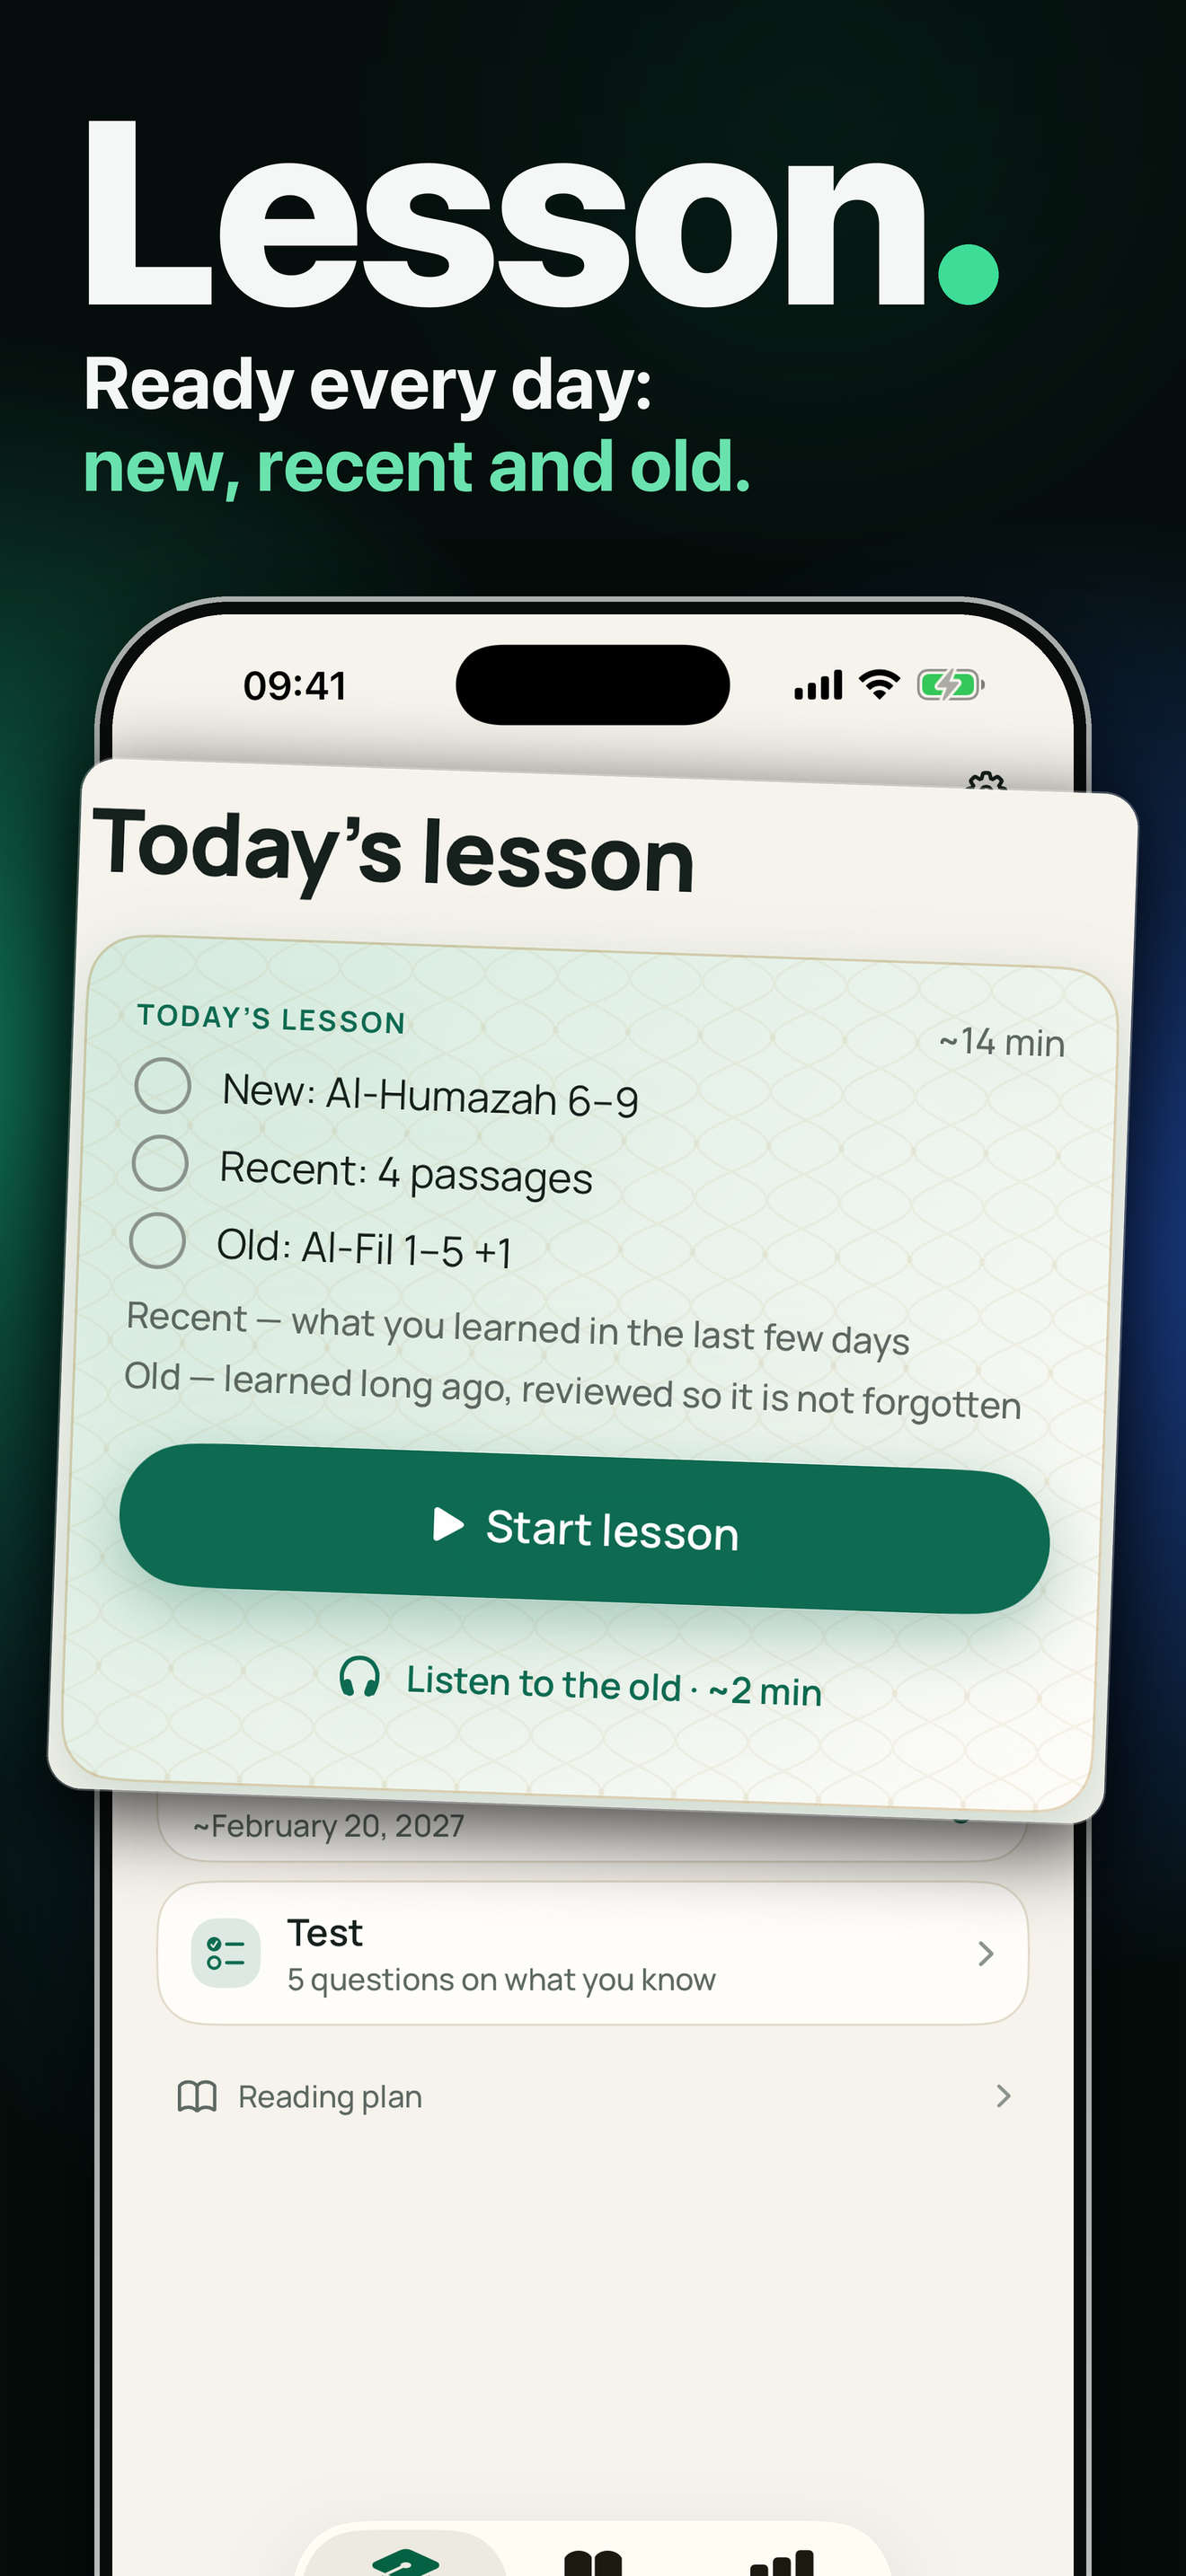 Lesson.
Ready every day:
new, recent and old.
09:41
Today’s lesson
TODAY’S LESSON
~14 min
New: Al-Humazah 6–9
Recent: 4 passages
Old: Al-Fil 1–5 +1
Recent — what you learned in the last few days
Old — learned long ago, reviewed so it is not forgotten
Start lesson
Listen to the old · ~2 min
~February 20, 2027
Test
5 questions on what you know
Reading plan